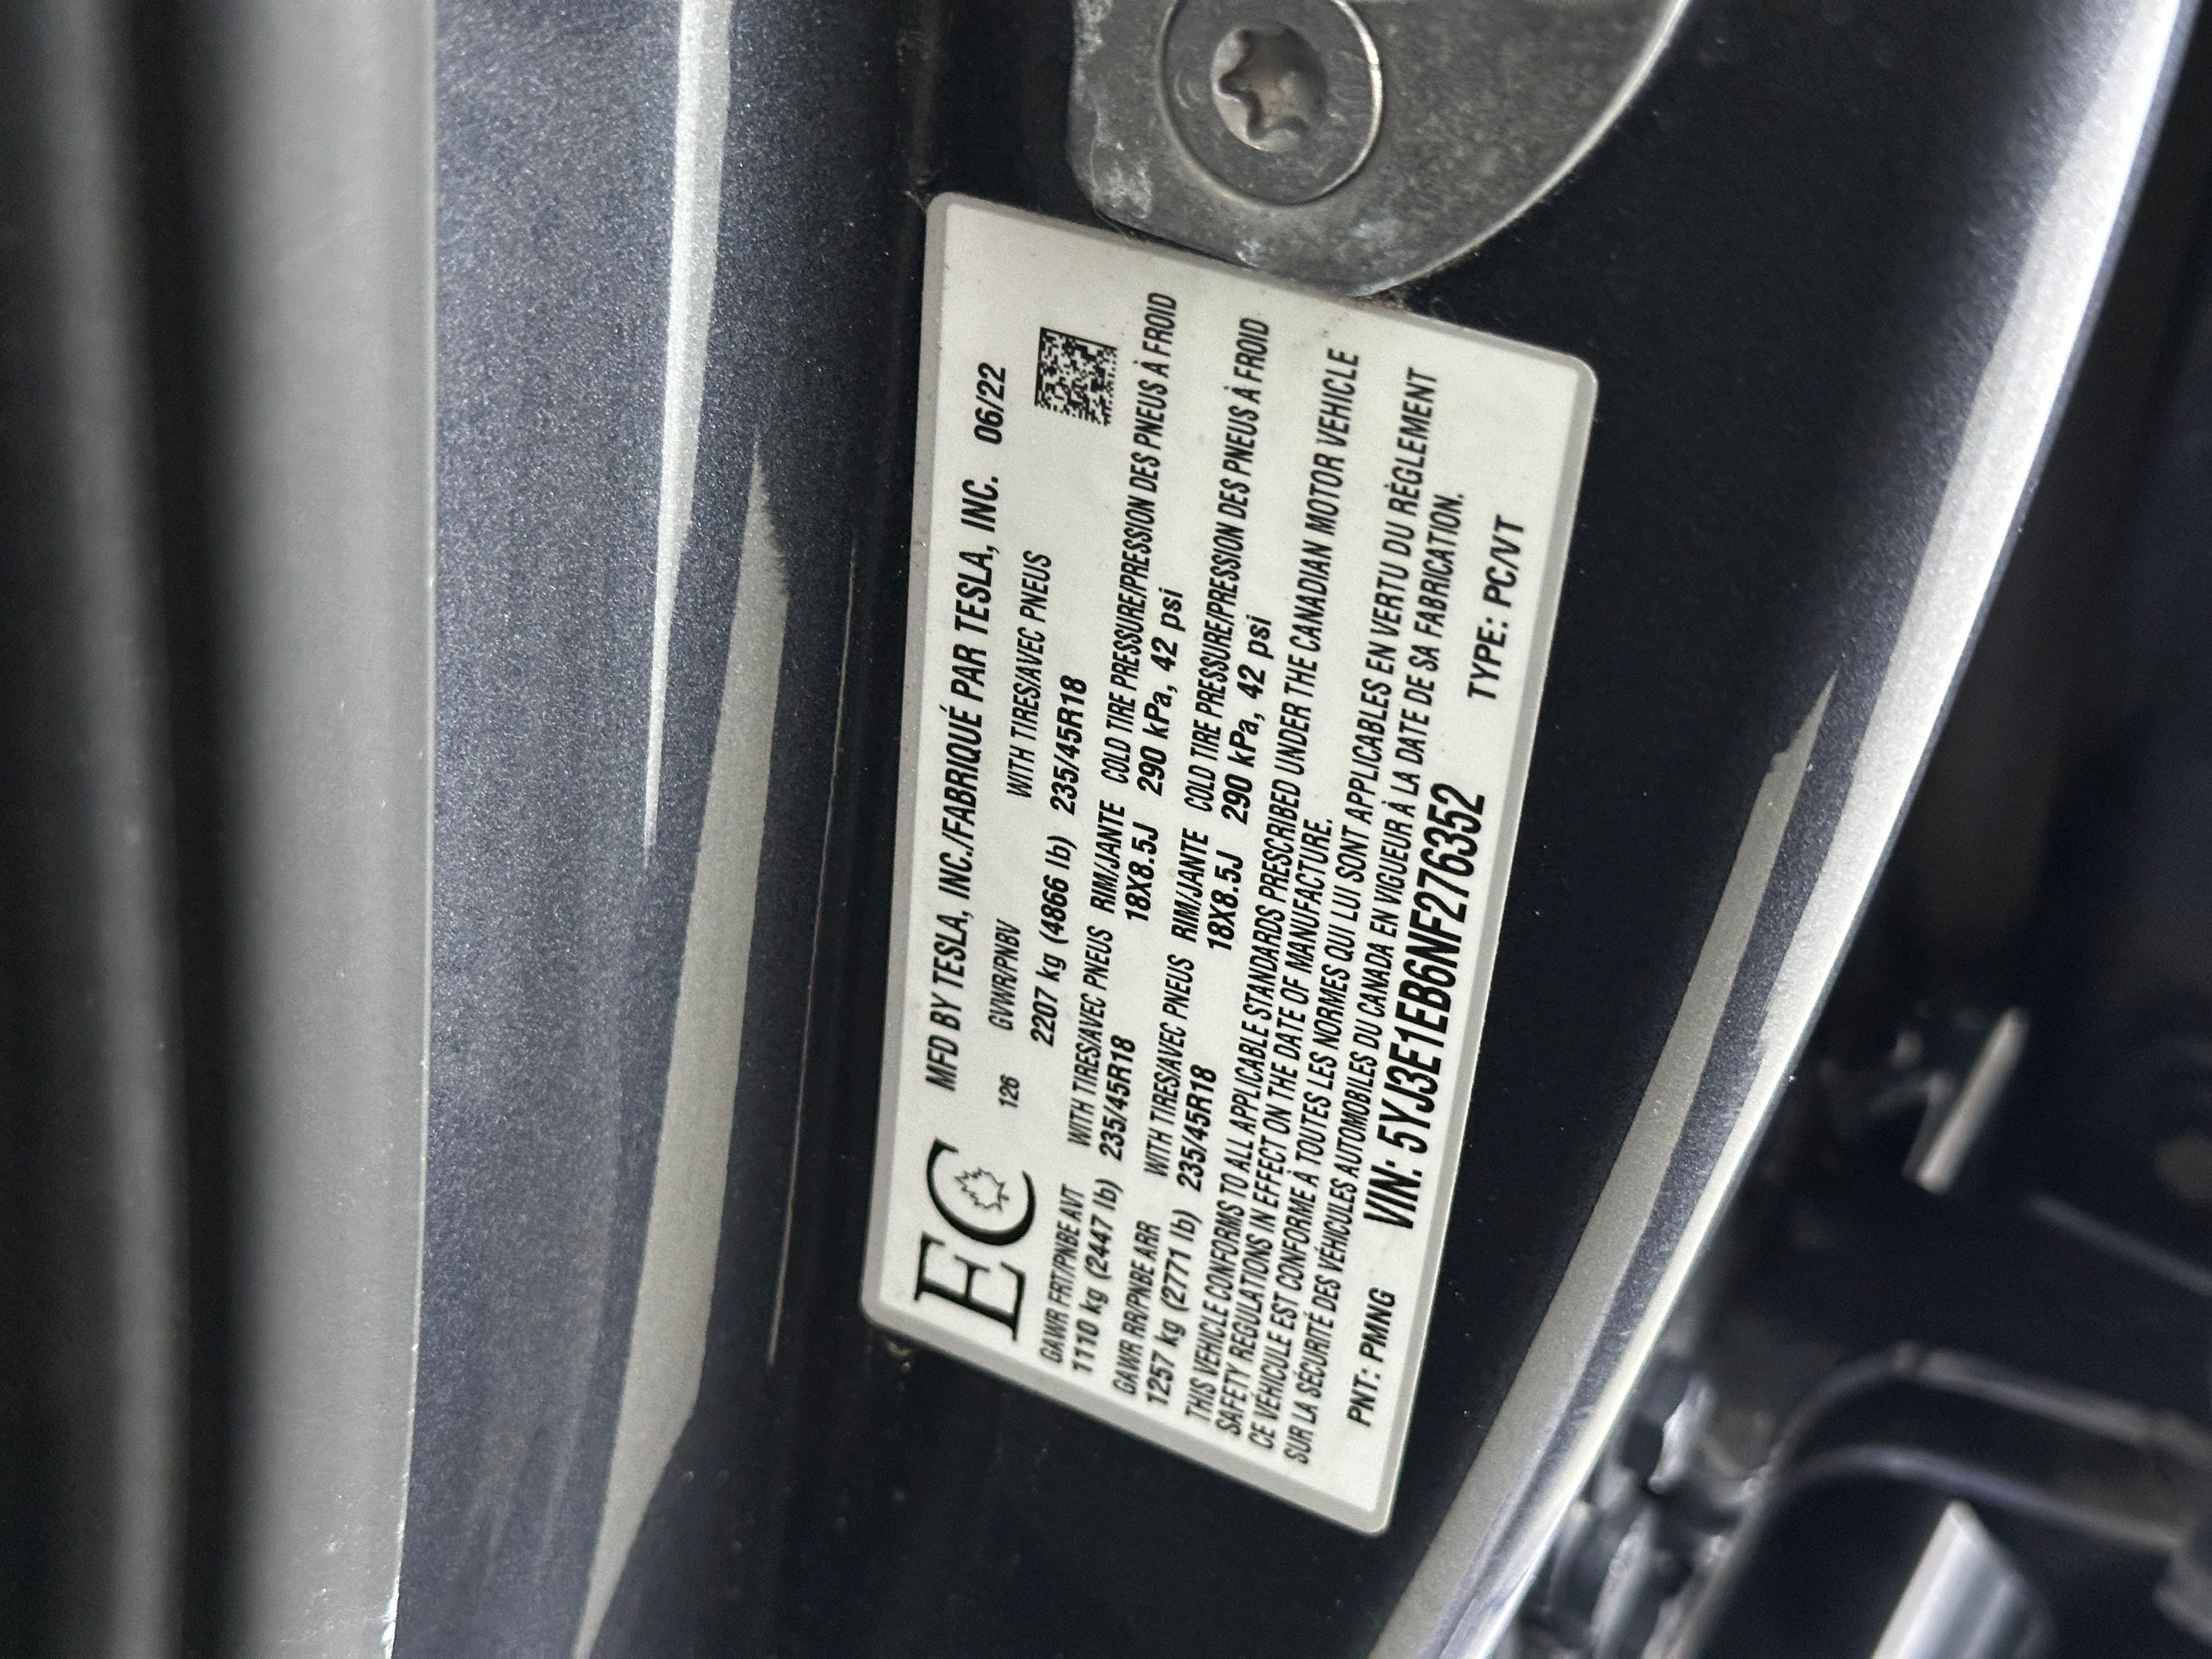 EC MFD BY TESLA, INC./FABRIQUÉ PAR TESLA, INC. 06/22
126 GVWR/PNBV WITH TIRES/AVEC PNEUS
2207 kg (4866 lb) 235/45R18
GAWR FRT/PNBE AVT WITH TIRES/AVEC PNEUS RIM/JANTE COLD TIRE PRESSURE/PRESSION DES PNEUS À FROID
1110 kg (2447 lb) 235/45R18 18X8.5J 290 kPa, 42 psi
GAWR RR/PNBE ARR WITH TIRES/AVEC PNEUS RIM/JANTE COLD TIRE PRESSURE/PRESSION DES PNEUS À FROID
1257 kg (2771 lb) 235/45R18 18X8.5J 290 kPa, 42 psi
THIS VEHICLE CONFORMS TO ALL APPLICABLE STANDARDS PRESCRIBED UNDER THE CANADIAN MOTOR VEHICLE
SAFETY REGULATIONS IN EFFECT ON THE DATE OF MANUFACTURE.
CE VÉHICULE EST CONFORME À TOUTES LES NORMES QUI LUI SONT APPLICABLES EN VERTU DU RÈGLEMENT
SUR LA SÉCURITÉ DES VÉHICULES AUTOMOBILES DU CANADA EN VIGUEUR À LA DATE DE SA FABRICATION.
PNT: PMNG VIN: 5YJ3E1EB6NF276352 TYPE: PC/VT